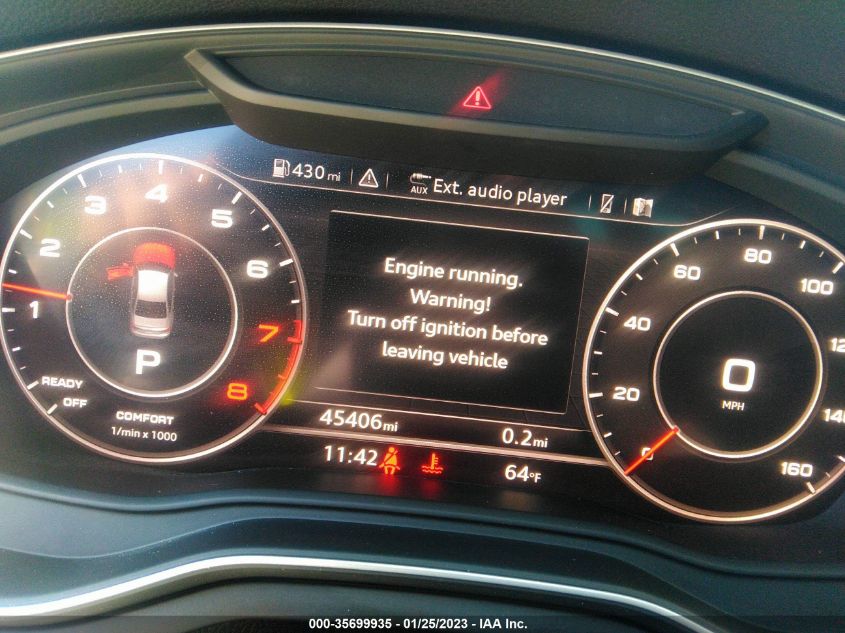 430 mi
AUX Ext. audio player
Engine running.
Warning!
Turn off ignition before
leaving vehicle
1
2
3
4
5
6
7
8
P
READY
OFF
COMFORT
1/min x 1000
45406 mi
0.2 mi
11:42
64°F
0
20
40
60
80
100
160
0
MPH
000-35699935 - 01/25/2023 - IAA Inc.